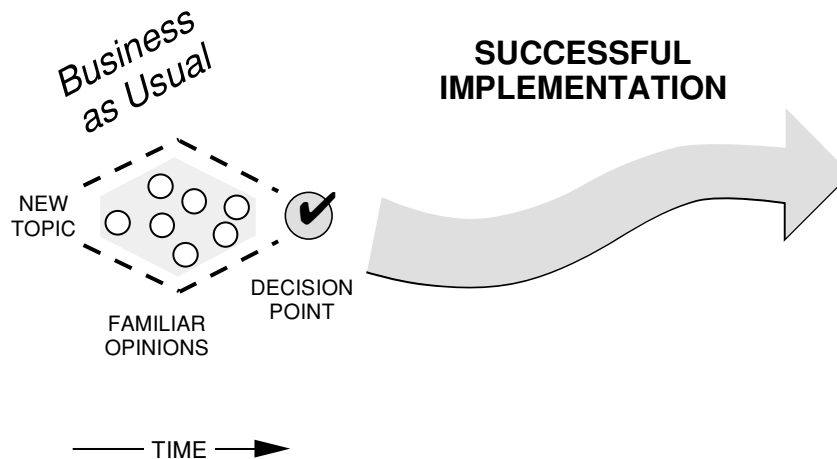 Business
as Usual
SUCCESSFUL
IMPLEMENTATION
NEW
TOPIC
FAMILIAR
OPINIONS
DECISION
POINT
TIME